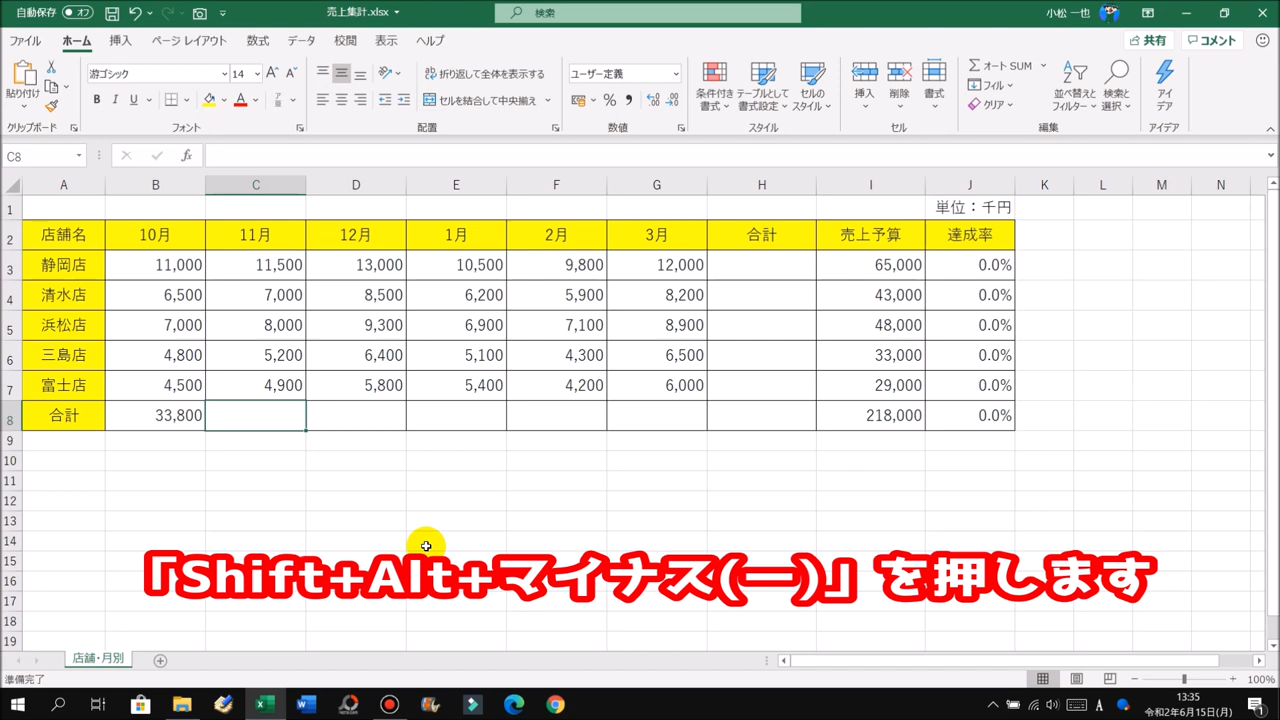 自動保存 オフ 売上集計.xlsx 検索 小松 一也
ファイル ホーム 挿入 ページ レイアウト 数式 データ 校閲 表示 ヘルプ 共有 コメント
貼り付け 游ゴシック 14 折り返して全体を表示する ユーザー定義 条件付き書式 テーブルとして書式設定 セルのスタイル 挿入 削除 書式 オート SUM 並べ替えとフィルター 検索と選択 アイデア
B I U A セルを結合して中央揃え % フィル クリア
クリップボード フォント 配置 数値 スタイル セル 編集 アイデア
C8 fx
A B C D E F G H I J K L M N
1 単位：千円
2 店舗名 10月 11月 12月 1月 2月 3月 合計 売上予算 達成率
3 静岡店 11,000 11,500 13,000 10,500 9,800 12,000 65,000 0.0%
4 清水店 6,500 7,000 8,500 6,200 5,900 8,200 43,000 0.0%
5 浜松店 7,000 8,000 9,300 6,900 7,100 8,900 48,000 0.0%
6 三島店 4,800 5,200 6,400 5,100 4,300 6,500 33,000 0.0%
7 富士店 4,500 4,900 5,800 5,400 4,200 6,000 29,000 0.0%
8 合計 33,800 218,000 0.0%
9
10
11
12
13
14
15
16
17
18
19
「Shift+Alt+マイナス(ー)」を押します
店舗・月別
準備完了 100%
A 13:35
令和2年6月15日(月) 1